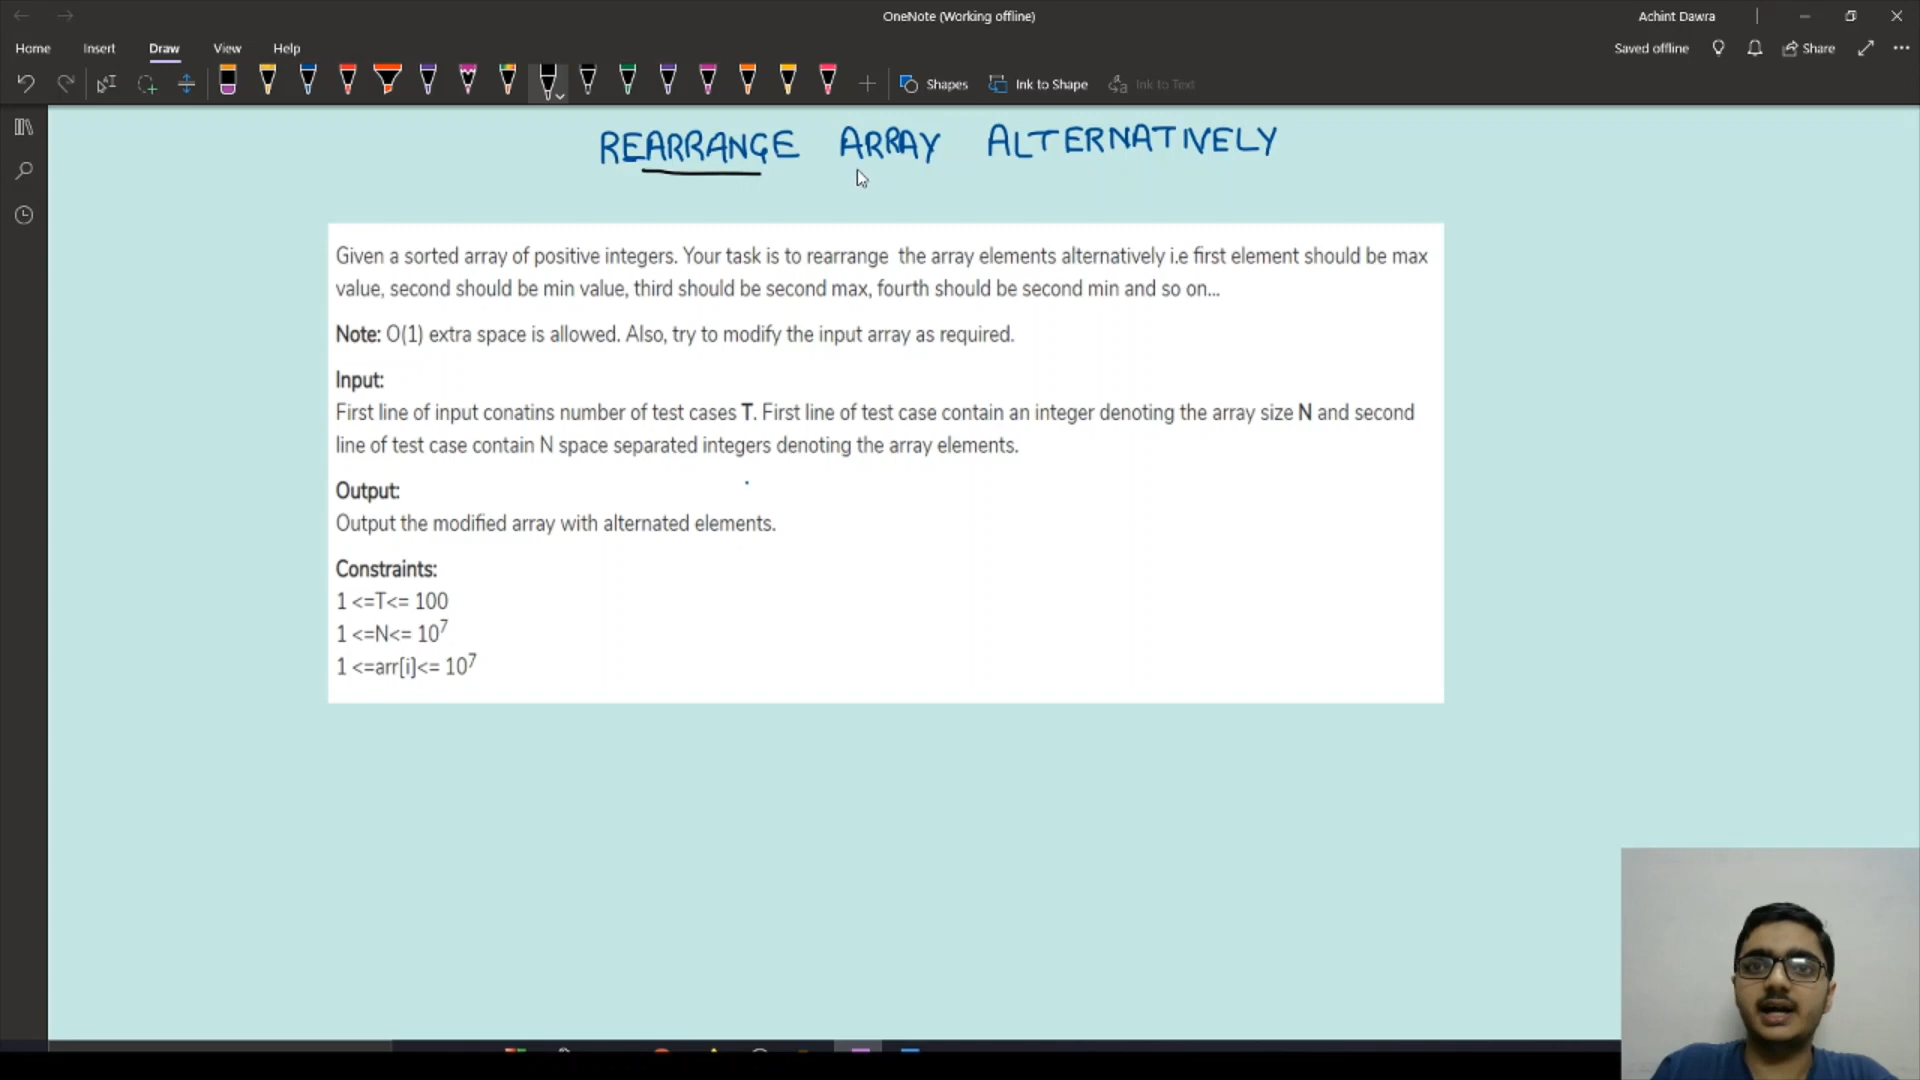 OneNote (Working offline)
Achint Dawra
Home Insert Draw View Help
Saved offline
Share
Shapes
Ink to Shape
Ink to Text
REARRANGE ARRAY ALTERNATIVELY
Given a sorted array of positive integers. Your task is to rearrange the array elements alternatively i.e first element should be max
value, second should be min value, third should be second max, fourth should be second min and so on...
Note: O(1) extra space is allowed. Also, try to modify the input array as required.
Input:
First line of input conatins number of test cases T. First line of test case contain an integer denoting the array size N and second
line of test case contain N space separated integers denoting the array elements.
Output:
Output the modified array with alternated elements.
Constraints:
1 <=T<= 100
1 <=N<= 10⁷
1 <=arr[i]<= 10⁷